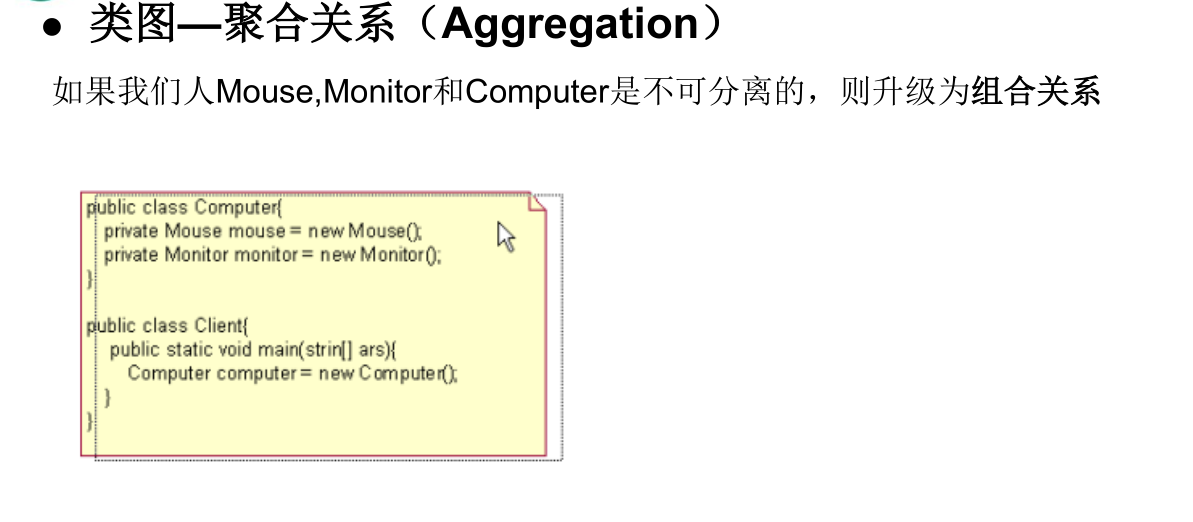 ● 类图—聚合关系（Aggregation）
如果我们人Mouse,Monitor和Computer是不可分离的，则升级为组合关系
public class Computer{
private Mouse mouse = new Mouse();
private Monitor monitor = new Monitor();
}
public class Client{
public static void main(strin[] ars){
Computer computer = new Computer();
}
}